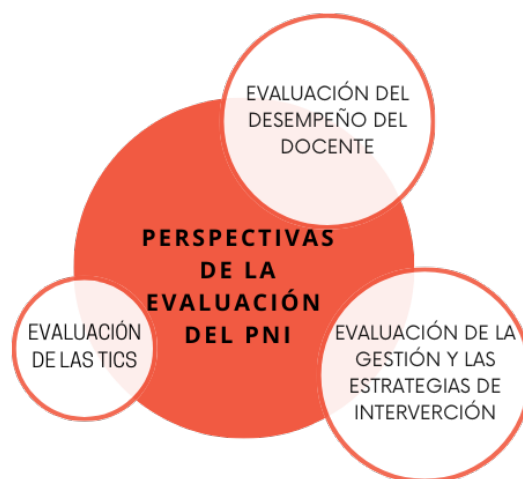 EVALUACIÓN DEL
DESEMPEÑO DEL
DOCENTE
PERSPECTIVAS
DE LA
EVALUACIÓN
DEL PNI
EVALUACIÓN
DE LAS TICS
EVALUACIÓN DE LA
GESTIÓN Y LAS
ESTRATEGIAS DE
INTERVERCIÓN